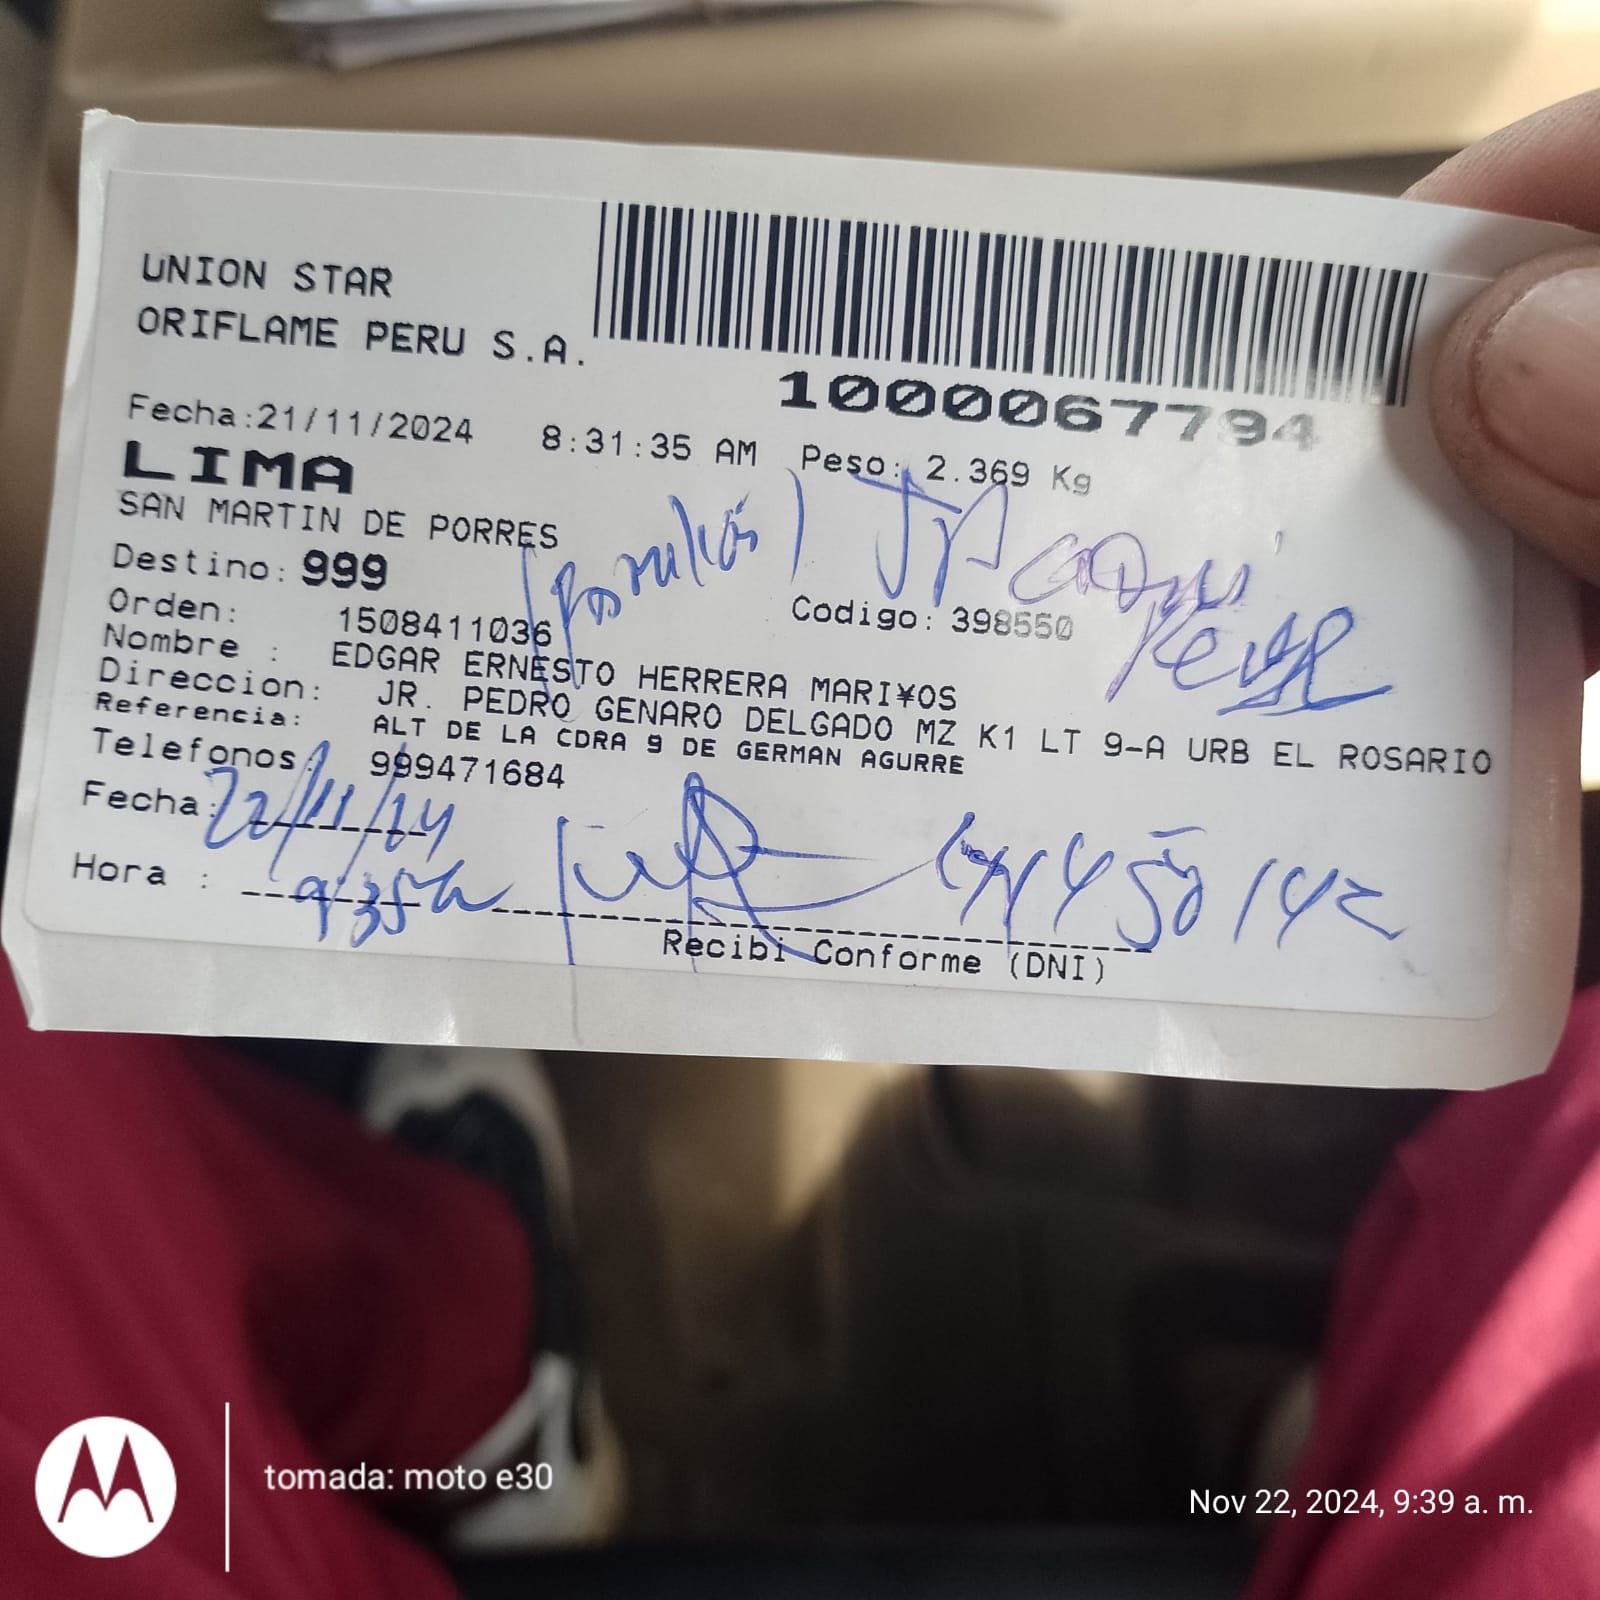 UNION STAR
ORIFLAME PERU S.A.
1000067794
Fecha:21/11/2024 8:31:35 AM Peso: 2.369 Kg
LIMA
SAN MARTIN DE PORRES
Destino: 999
Orden: 1508411036 Codigo: 398550
Nombre : EDGAR ERNESTO HERRERA MARI¥OS
Direccion: JR. PEDRO GENARO DELGADO MZ K1 LT 9-A URB EL ROSARIO
Referencia: ALT DE LA CDRA 9 DE GERMAN AGURRE
Telefonos: 999471684
Fecha: 22/11/24
Hora : 9:35a
Recibi Conforme (DNI)
tomada: moto e30
Nov 22, 2024, 9:39 a. m.